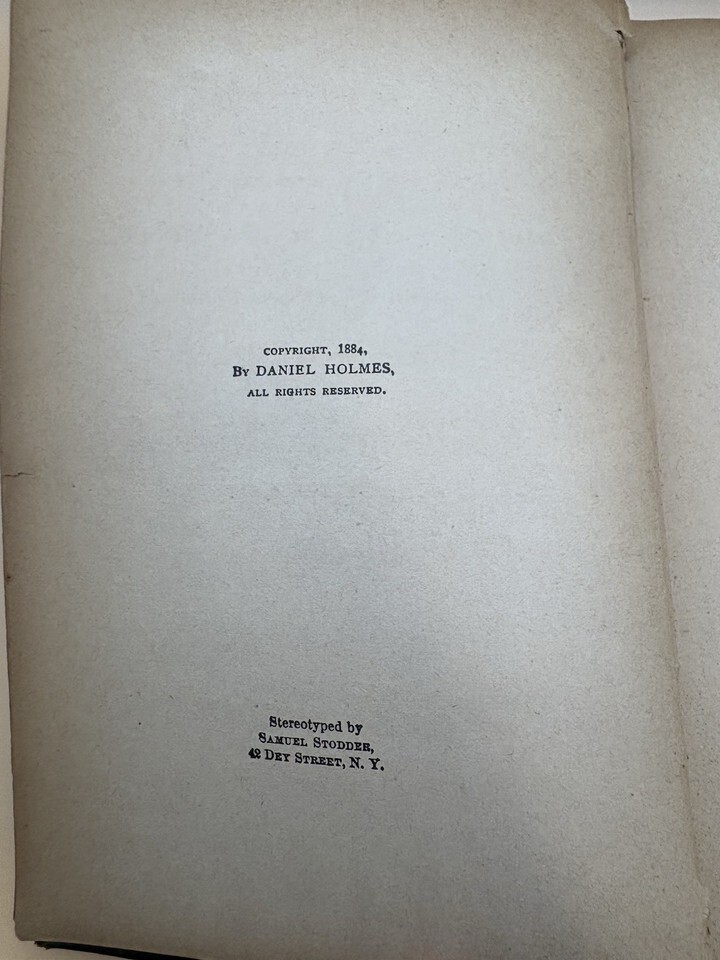 COPYRIGHT, 1884,
By DANIEL HOLMES,
ALL RIGHTS RESERVED.
Stereotyped by
SAMUEL STODDER,
42 DEY STREET, N. Y.